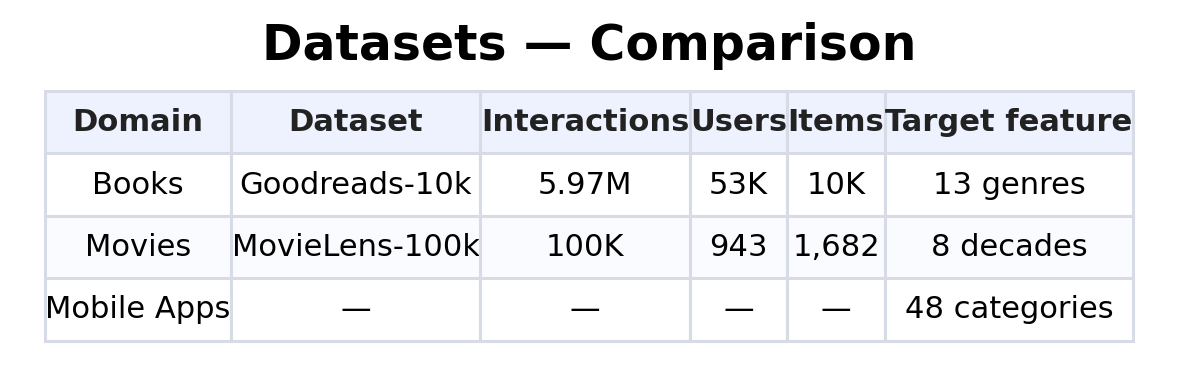 Datasets — Comparison
Domain Dataset Interactions Users Items Target feature
Books Goodreads-10k 5.97M 53K 10K 13 genres
Movies MovieLens-100k 100K 943 1,682 8 decades
Mobile Apps — — — — 48 categories